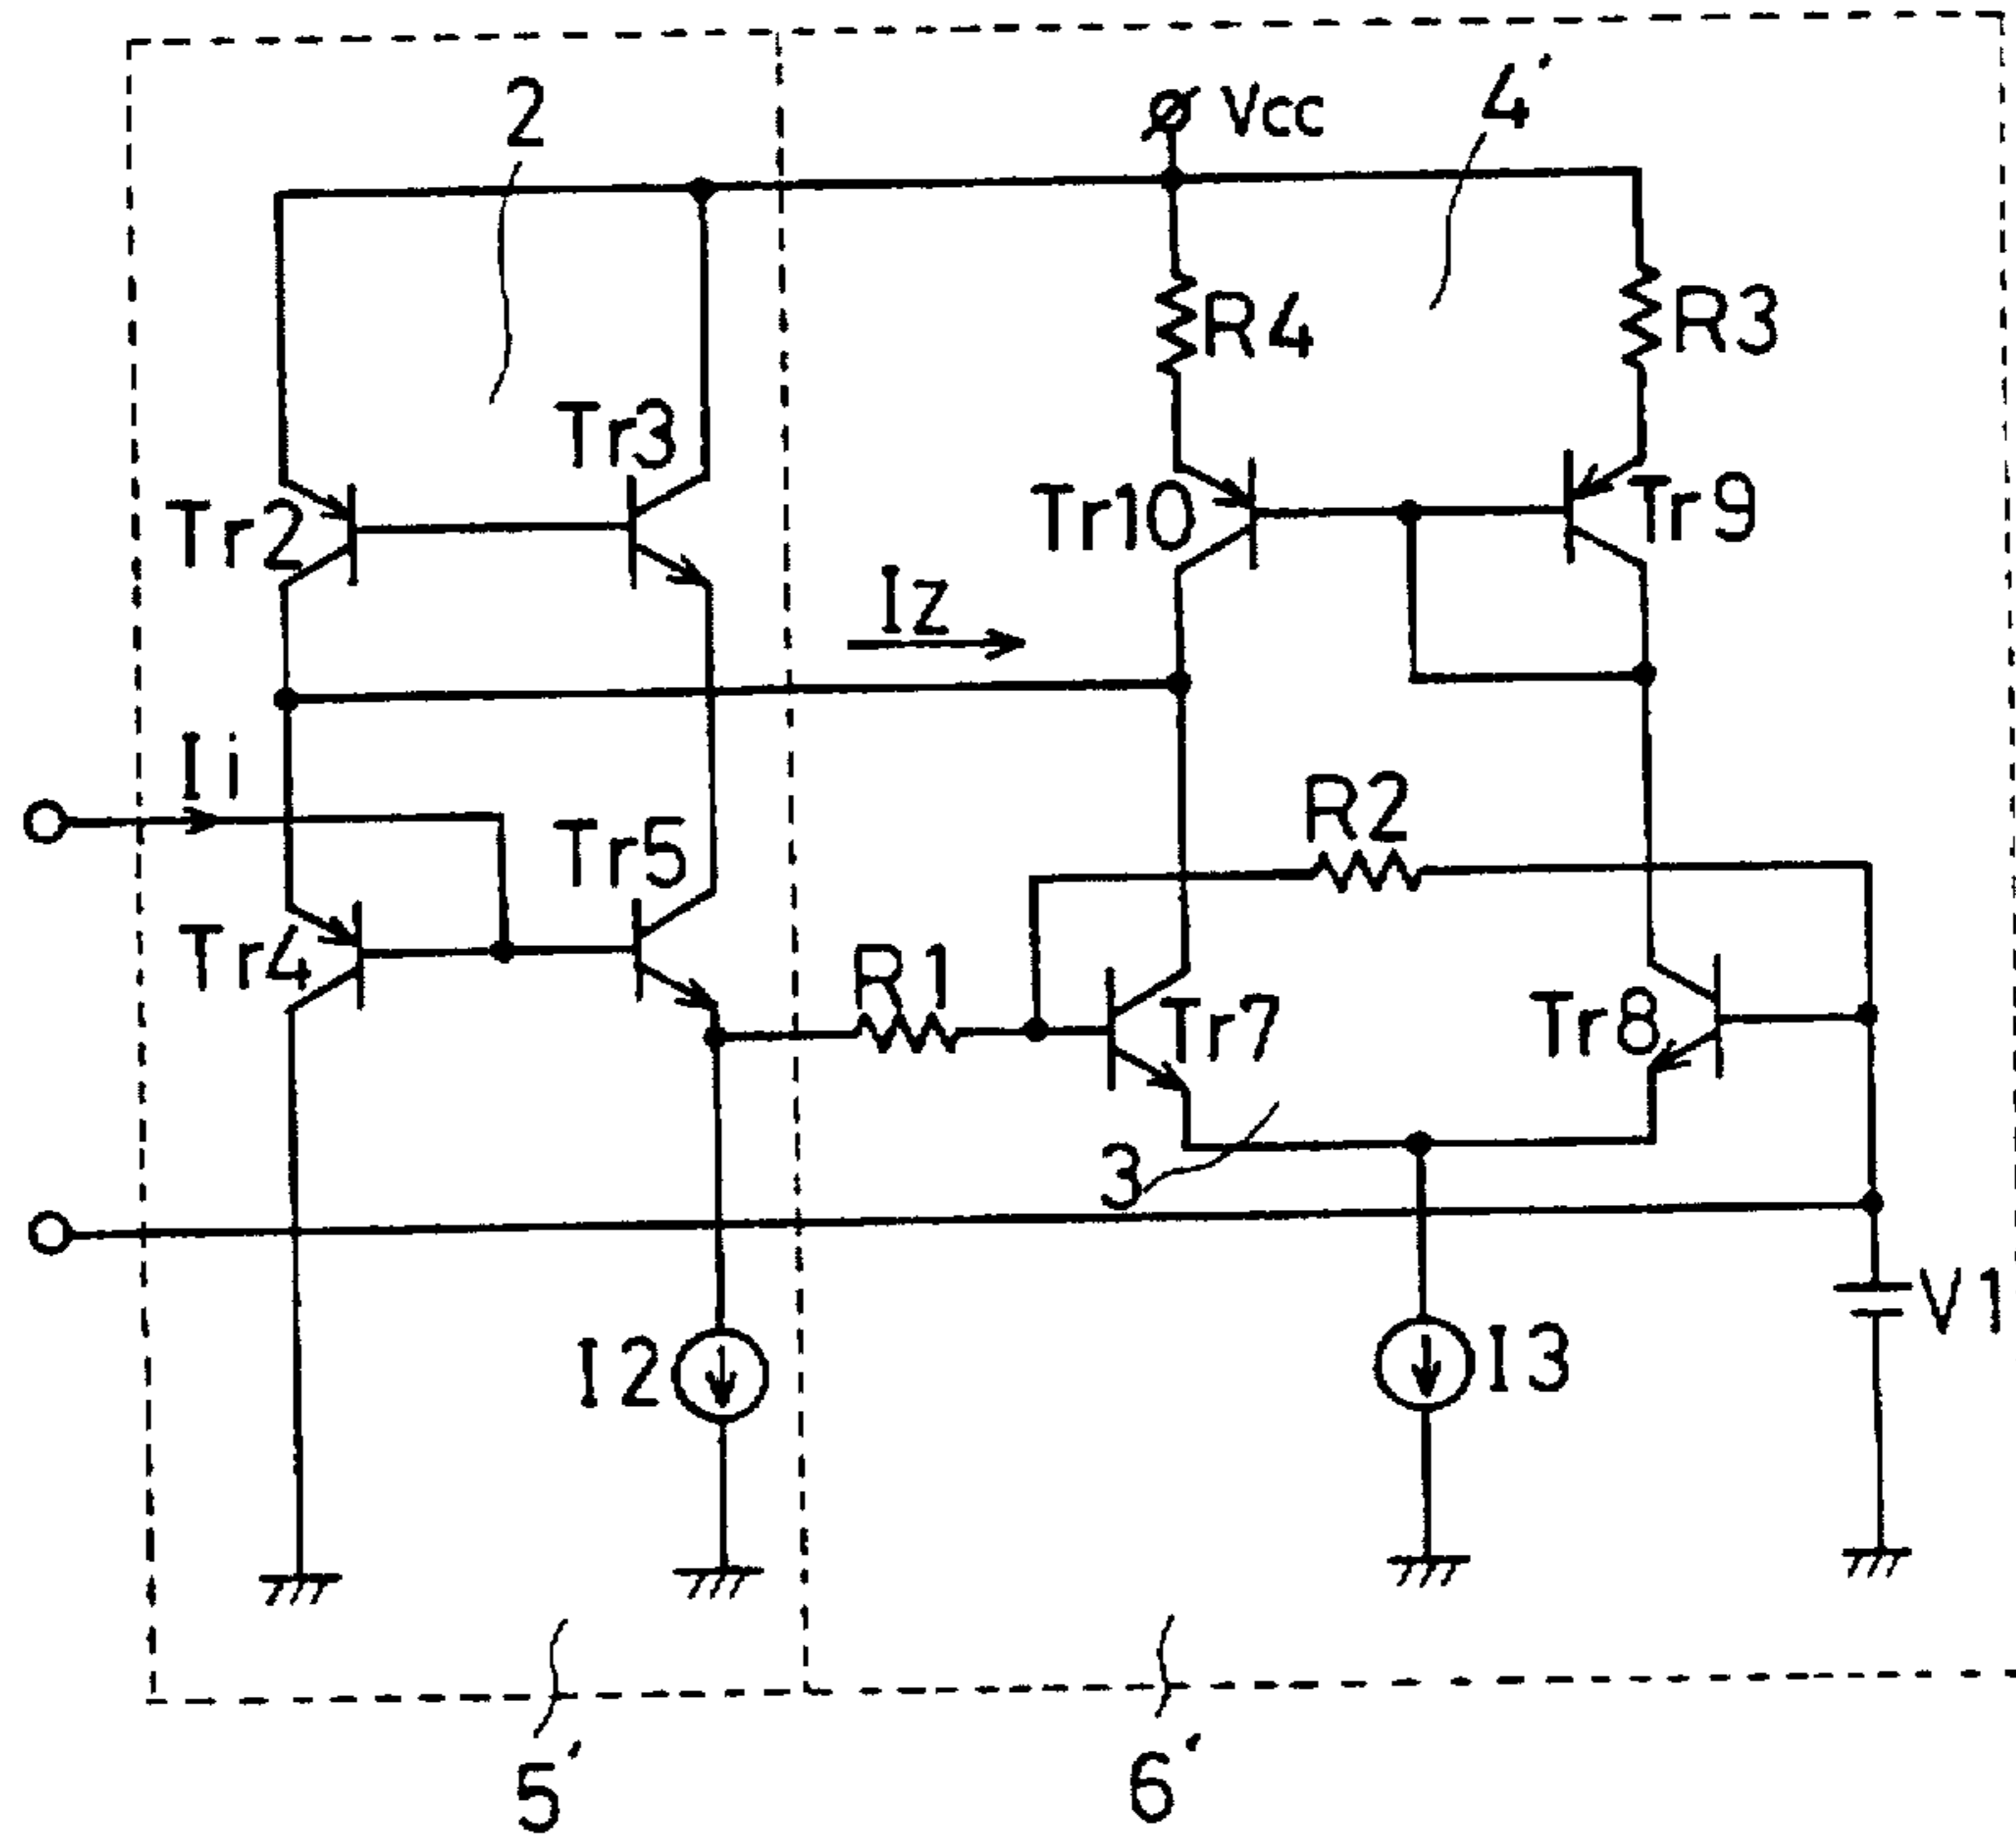 2
Vcc
4'
R4
R3
Tr3
Tr2
Tr10
Tr9
Iz
Ii
R2
Tr5
Tr4
R1
Tr7
Tr8
3
I2
I3
V1
5'
6'